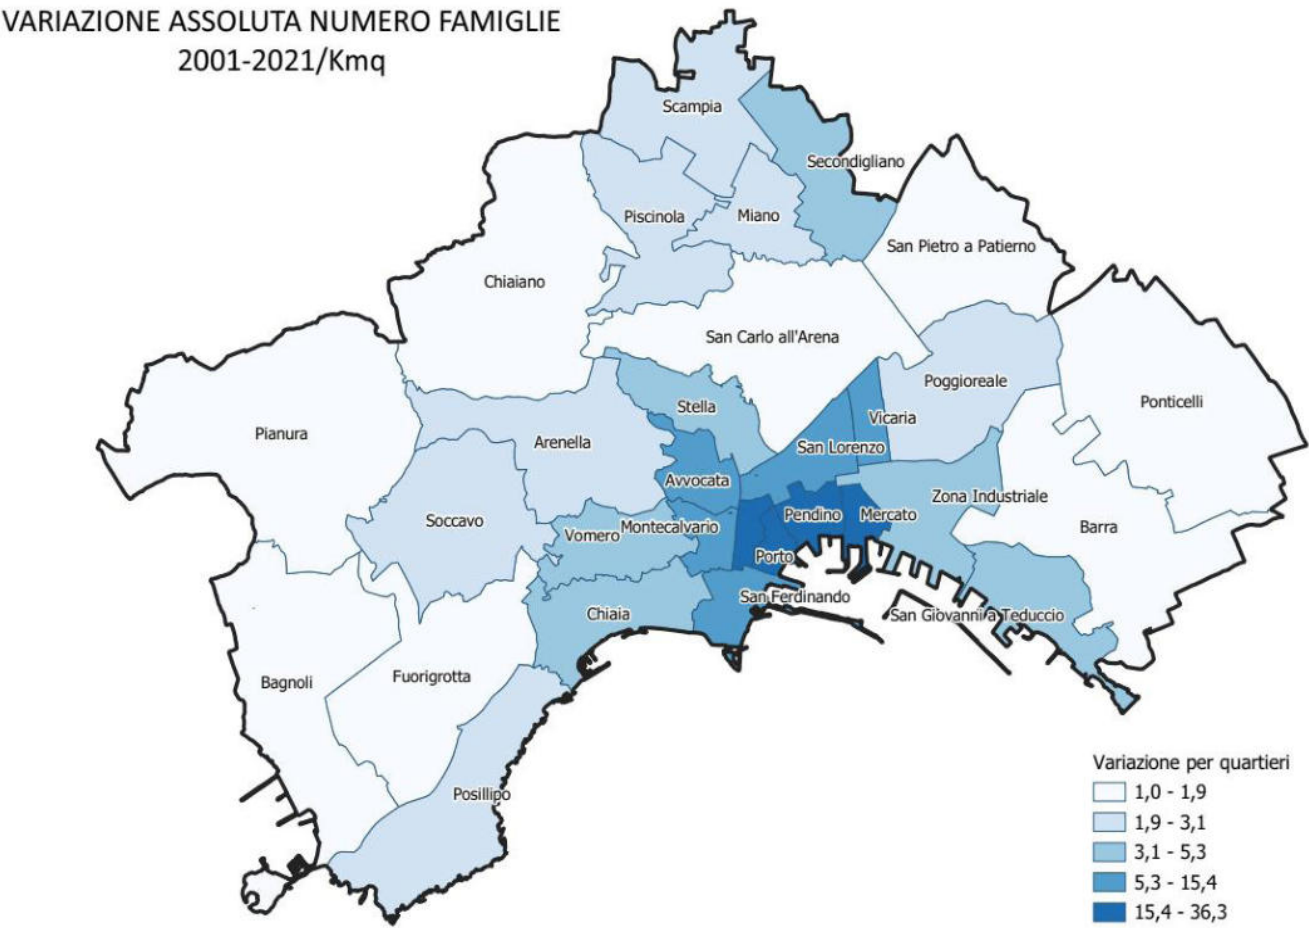 VARIAZIONE ASSOLUTA NUMERO FAMIGLIE
2001-2021/Kmq
Scampia
Secondigliano
Piscinola
Miano
San Pietro a Patierno
Chiaiano
San Carlo all'Arena
Poggioreale
Ponticelli
Stella
Vicaria
Pianura
Arenella
San Lorenzo
Avvocata
Zona Industriale
Soccavo
Vomero
Montecalvario
Pendino
Mercato
Barra
Porto
San Ferdinando
Chiaia
San Giovanni a Teduccio
Bagnoli
Fuorigrotta
Posillipo
Variazione per quartieri
1,0 - 1,9
1,9 - 3,1
3,1 - 5,3
5,3 - 15,4
15,4 - 36,3